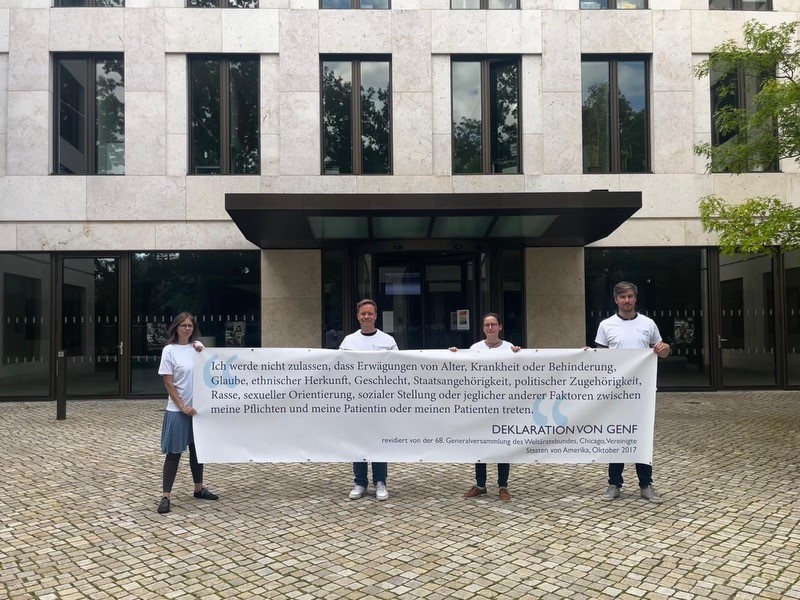 Ich werde nicht zulassen, dass Erwägungen von Alter, Krankheit oder Behinderung,
Glaube, ethnischer Herkunft, Geschlecht, Staatsangehörigkeit, politischer Zugehörigkeit,
Rasse, sexueller Orientierung, sozialer Stellung oder jeglicher anderer Faktoren zwischen
meine Pflichten und meine Patientin oder meinen Patienten treten.
DEKLARATION VON GENF
revidiert von der 68. Generalversammlung des Weltärztebundes, Chicago, Vereinigte
Staaten von Amerika, Oktober 2017